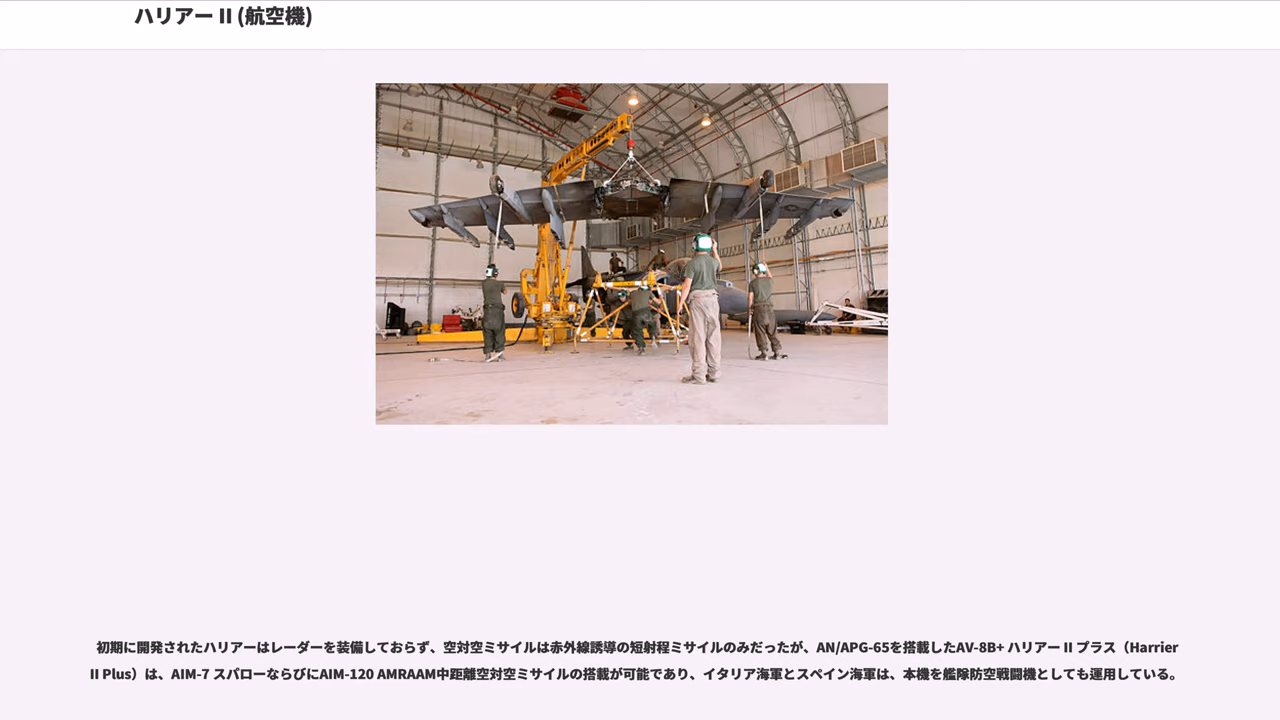 ハリアー II (航空機)
初期に開発されたハリアーはレーダーを装備しておらず、空対空ミサイルは赤外線誘導の短射程ミサイルのみだったが、AN/APG-65を搭載したAV-8B+ ハリアー II プラス（Harrier
II Plus）は、AIM-7 スパローならびにAIM-120 AMRAAM中距離空対空ミサイルの搭載が可能であり、イタリア海軍とスペイン海軍は、本機を艦隊防空戦闘機としても運用している。